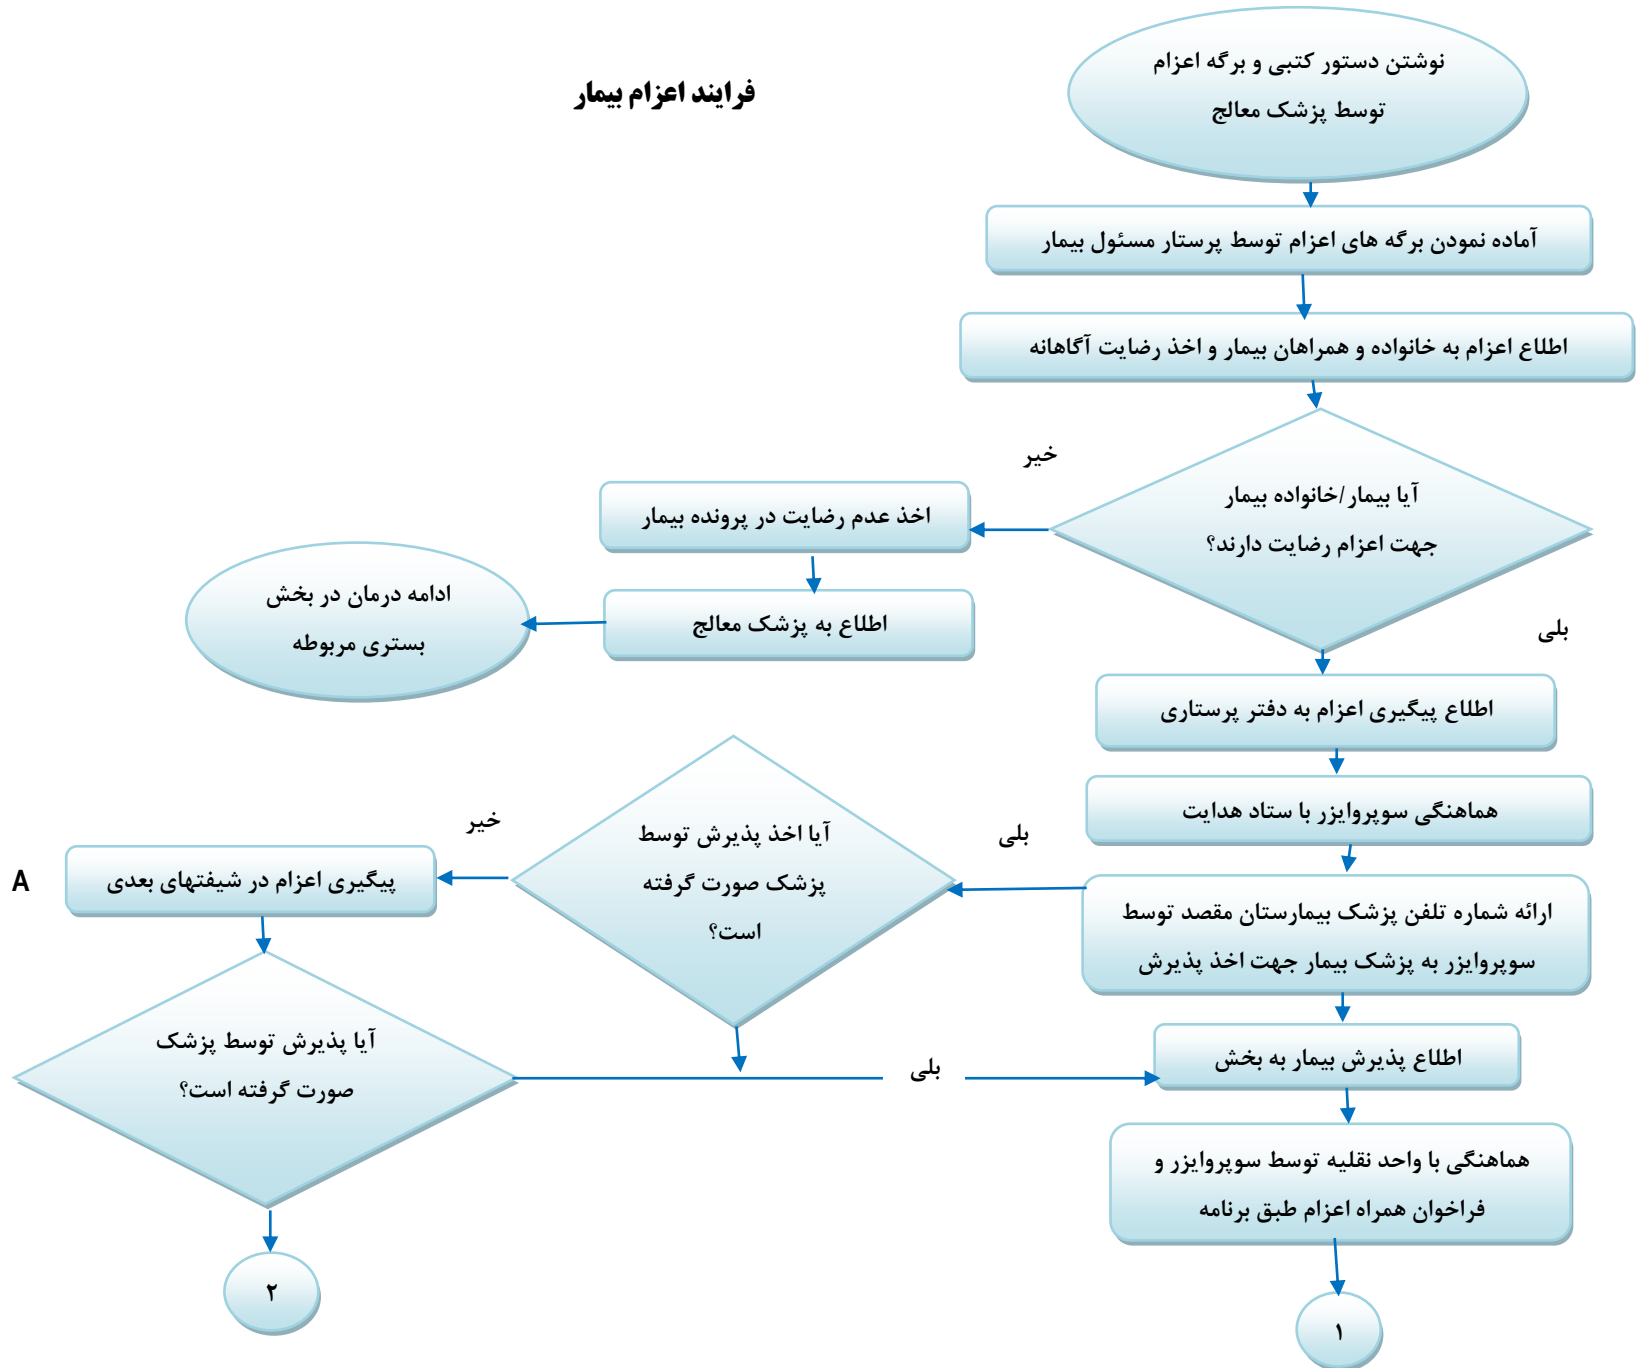 فرایند اعزام بیمار
نوشتن دستور کتبی و برگه اعزام
توسط پزشک معالج
آماده نمودن برگه های اعزام توسط پرستار مسئول بیمار
اطلاع اعزام به خانواده و همراهان بیمار و اخذ رضایت آگاهانه
آیا بیمار/خانواده بیمار
جهت اعزام رضایت دارند؟
خیر
اخذ عدم رضایت در پرونده بیمار
اطلاع به پزشک معالج
ادامه درمان در بخش
بستری مربوطه
بلی
اطلاع پیگیری اعزام به دفتر پرستاری
هماهنگی سوپروایزر با ستاد هدایت
ارائه شماره تلفن پزشک بیمارستان مقصد توسط
سوپروایزر به پزشک بیمار جهت اخذ پذیرش
بلی
آیا اخذ پذیرش توسط
پزشک صورت گرفته
است؟
خیر
پیگیری اعزام در شیفتهای بعدی
A
آیا پذیرش توسط پزشک
صورت گرفته است؟
بلی
اطلاع پذیرش بیمار به بخش
هماهنگی با واحد نقلیه توسط سوپروایزر و
فراخوان همراه اعزام طبق برنامه
۲
۱